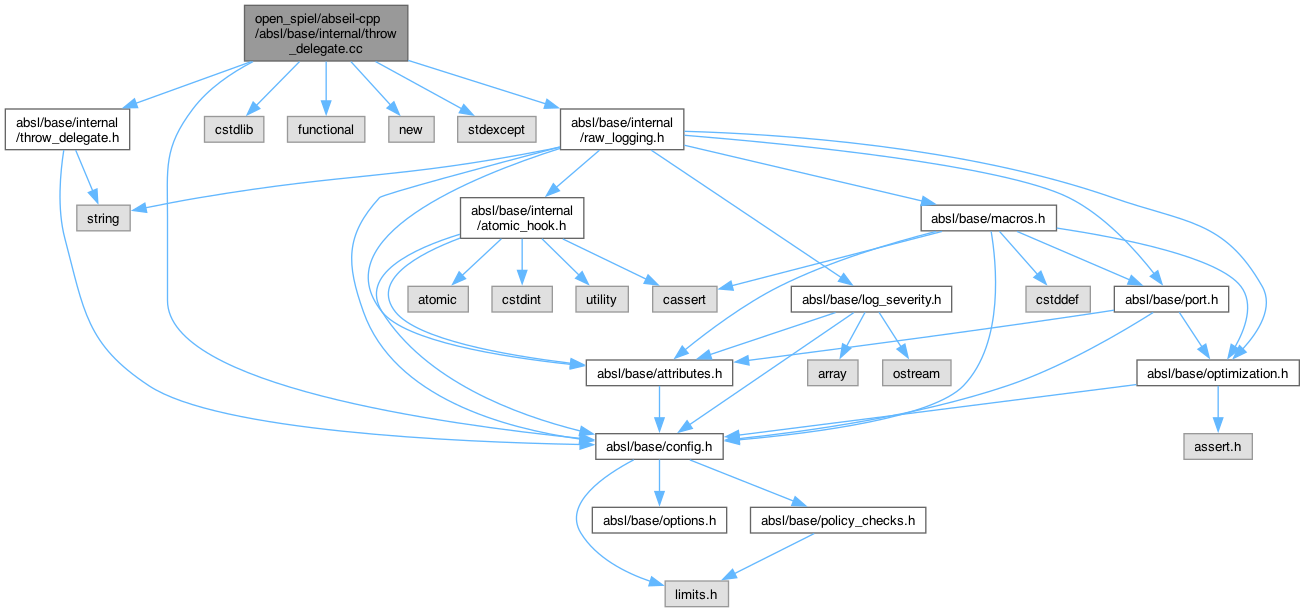 open_spiel/abseil-cpp
/absl/base/internal/throw
_delegate.cc
absl/base/internal
/throw_delegate.h
cstdlib
functional
new
stdexcept
absl/base/internal
/raw_logging.h
string
absl/base/internal
/atomic_hook.h
absl/base/macros.h
atomic
cstdint
utility
cassert
absl/base/log_severity.h
cstddef
absl/base/port.h
absl/base/attributes.h
array
ostream
absl/base/optimization.h
absl/base/config.h
assert.h
absl/base/options.h
absl/base/policy_checks.h
limits.h